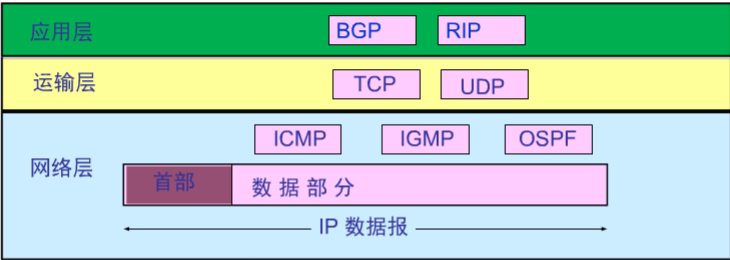 应用层 BGP RIP
运输层 TCP UDP
ICMP IGMP OSPF
网络层
首部 数据部分
IP 数据报